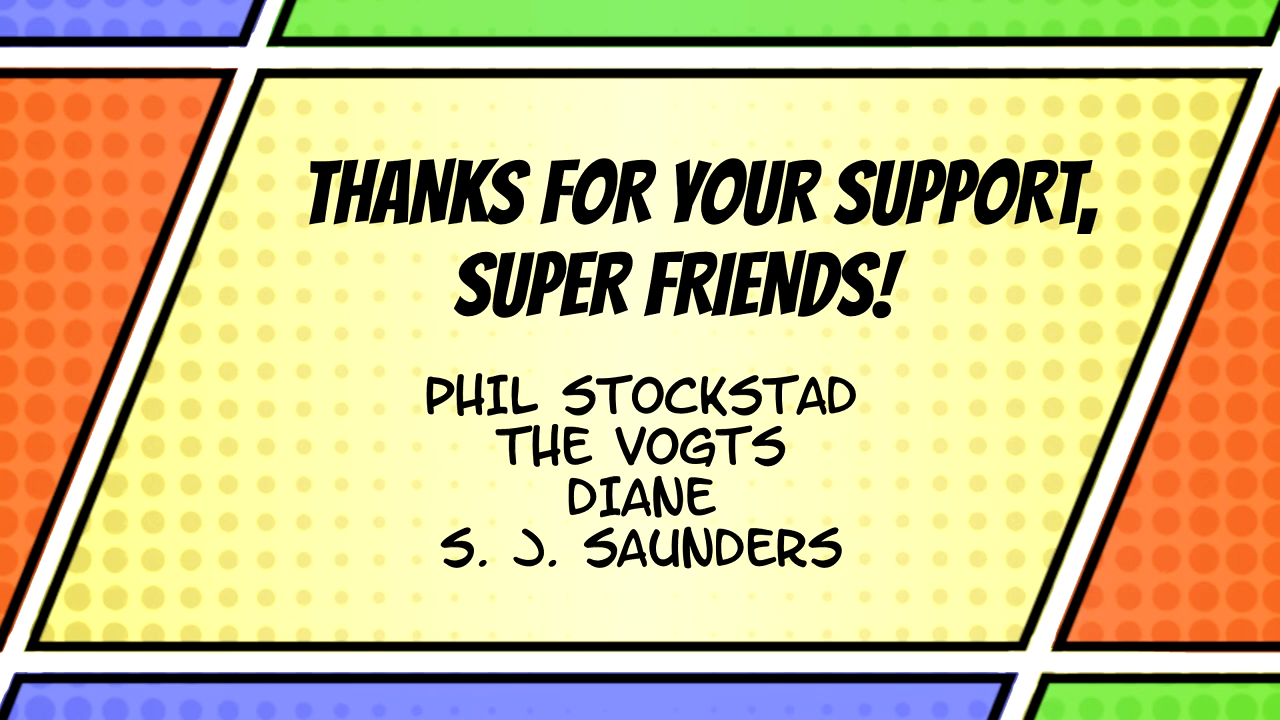 THANKS FOR YOUR SUPPORT,
SUPER FRIENDS!
PHIL STOCKSTAD
THE VOGTS
DIANE
S. J. SAUNDERS